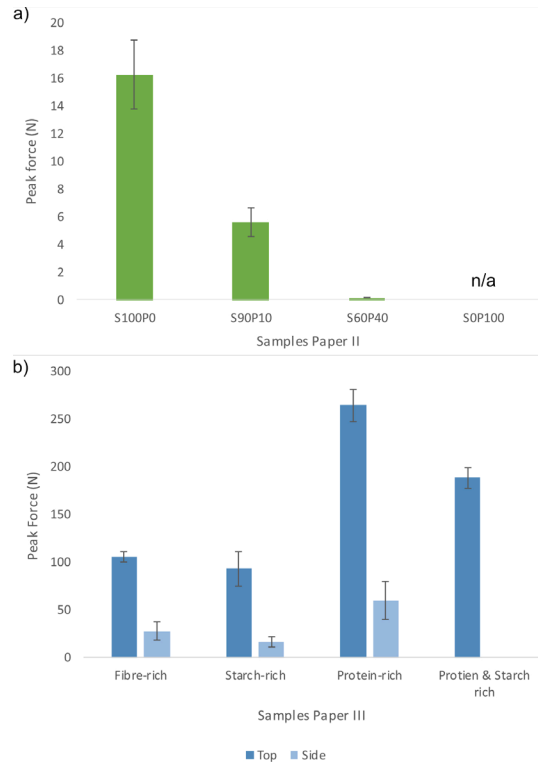 a)
20
18
16
14
12
10
8
6
4
2
0
Peak force (N)
n/a
S100P0 S90P10 S60P40 S0P100
Samples Paper II
b)
300
250
200
150
100
50
0
Peak Force (N)
Fibre-rich Starch-rich Protein-rich Protien & Starch
rich
Samples Paper III
Top Side